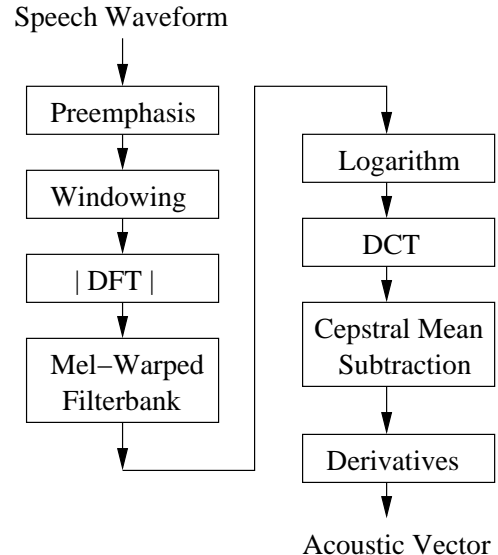 Speech Waveform
Preemphasis
Windowing
| DFT |
Mel−Warped
Filterbank
Logarithm
DCT
Cepstral Mean
Subtraction
Derivatives
Acoustic Vector